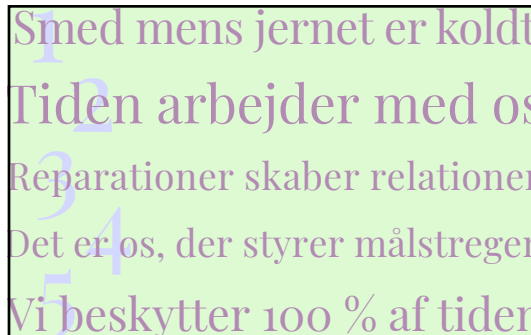 1 Smed mens jernet er koldt
2 Tiden arbejder med os
3 Reparationer skaber relationer
4 Det er os, der styrer målstregen
5 Vi beskytter 100 % af tiden